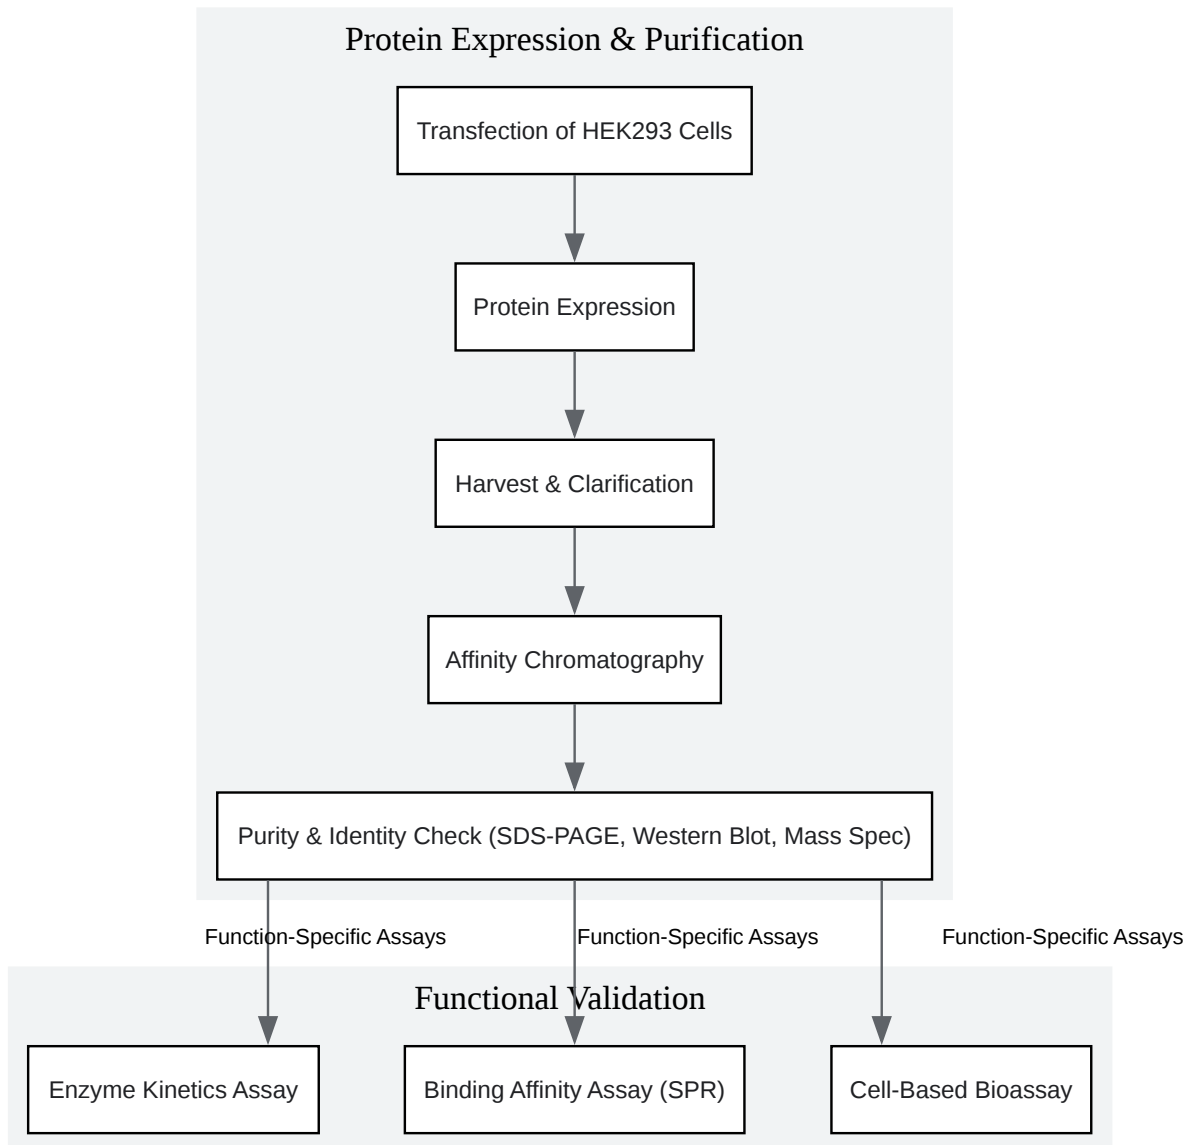 Protein Expression & Purification
Transfection of HEK293 Cells
Protein Expression
Harvest & Clarification
Affinity Chromatography
Purity & Identity Check (SDS-PAGE, Western Blot, Mass Spec)
Function-Specific Assays
Function-Specific Assays
Function-Specific Assays
Functional Validation
Enzyme Kinetics Assay
Binding Affinity Assay (SPR)
Cell-Based Bioassay